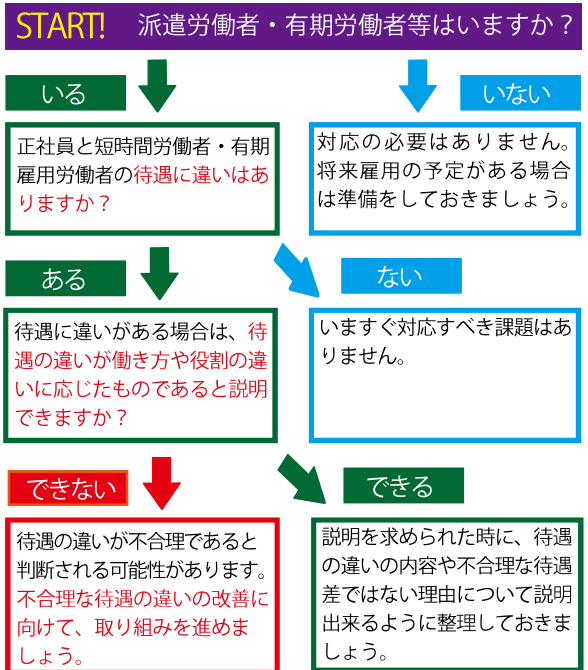 START! 派遣労働者・有期労働者等はいますか？
いる
いない
正社員と短時間労働者・有期
雇用労働者の待遇に違いはあ
りますか？
対応の必要はありません。
将来雇用の予定がある場合
は準備をしておきましょう。
ある
ない
待遇に違いがある場合は、待
遇の違いが働き方や役割の違
いに応じたものであると説明
できますか？
いますぐ対応すべき課題はあ
りません。
できない
できる
待遇の違いが不合理であると
判断される可能性があります。
不合理な待遇の違いの改善に
向けて、取り組みを進めま
しょう。
説明を求められた時に、待遇
の違いの内容や不合理な待遇
差ではない理由について説明
出来るように整理しておきま
しょう。